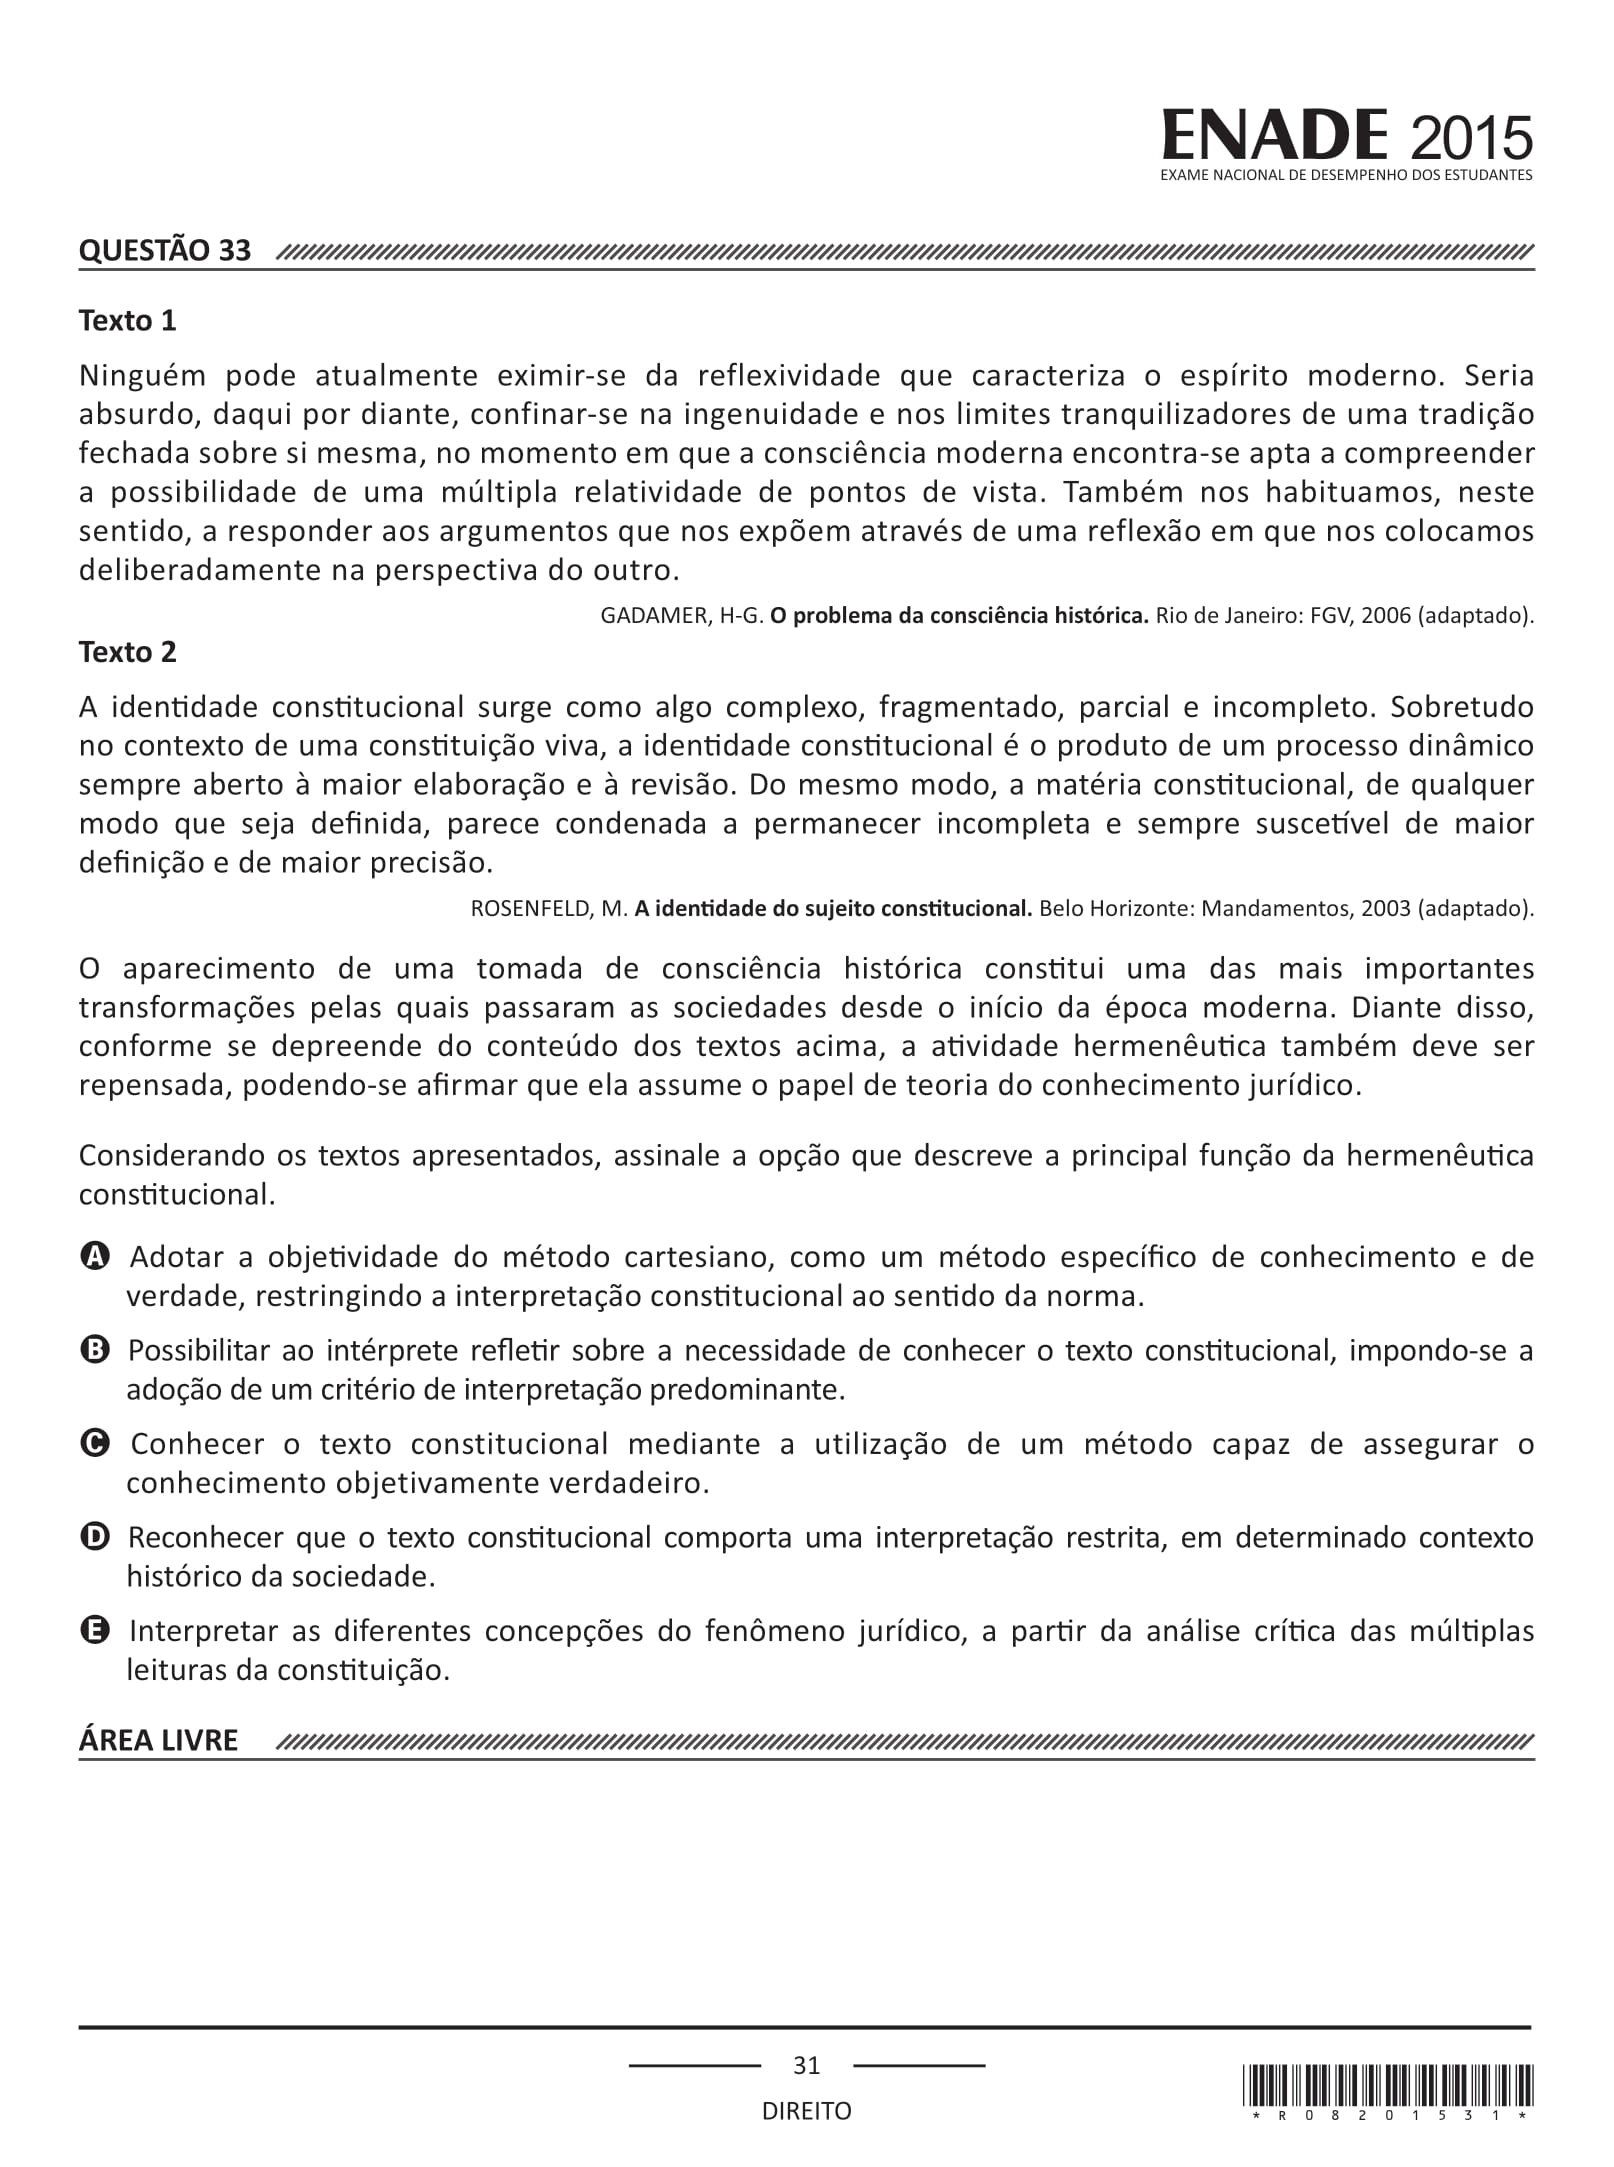 ENADE 2015
EXAME NACIONAL DE DESEMPENHO DOS ESTUDANTES
QUESTÃO 33
Texto 1
Ninguém pode atualmente eximir-se da reflexividade que caracteriza o espírito moderno. Seria
absurdo, daqui por diante, confinar-se na ingenuidade e nos limites tranquilizadores de uma tradição
fechada sobre si mesma, no momento em que a consciência moderna encontra-se apta a compreender
a possibilidade de uma múltipla relatividade de pontos de vista. Também nos habituamos, neste
sentido, a responder aos argumentos que nos expõem através de uma reflexão em que nos colocamos
deliberadamente na perspectiva do outro.
GADAMER, H-G. O problema da consciência histórica. Rio de Janeiro: FGV, 2006 (adaptado).
Texto 2
A identidade constitucional surge como algo complexo, fragmentado, parcial e incompleto. Sobretudo
no contexto de uma constituição viva, a identidade constitucional é o produto de um processo dinâmico
sempre aberto à maior elaboração e à revisão. Do mesmo modo, a matéria constitucional, de qualquer
modo que seja definida, parece condenada a permanecer incompleta e sempre suscetível de maior
definição e de maior precisão.
ROSENFELD, M. A identidade do sujeito constitucional. Belo Horizonte: Mandamentos, 2003 (adaptado).
O aparecimento de uma tomada de consciência histórica constitui uma das mais importantes
transformações pelas quais passaram as sociedades desde o início da época moderna. Diante disso,
conforme se depreende do conteúdo dos textos acima, a atividade hermenêutica também deve ser
repensada, podendo-se afirmar que ela assume o papel de teoria do conhecimento jurídico.
Considerando os textos apresentados, assinale a opção que descreve a principal função da hermenêutica
constitucional.
A Adotar a objetividade do método cartesiano, como um método específico de conhecimento e de
verdade, restringindo a interpretação constitucional ao sentido da norma.
B Possibilitar ao intérprete refletir sobre a necessidade de conhecer o texto constitucional, impondo-se a
adoção de um critério de interpretação predominante.
C Conhecer o texto constitucional mediante a utilização de um método capaz de assegurar o
conhecimento objetivamente verdadeiro.
D Reconhecer que o texto constitucional comporta uma interpretação restrita, em determinado contexto
histórico da sociedade.
E Interpretar as diferentes concepções do fenômeno jurídico, a partir da análise crítica das múltiplas
leituras da constituição.
ÁREA LIVRE
31
DIREITO
*R08201531*